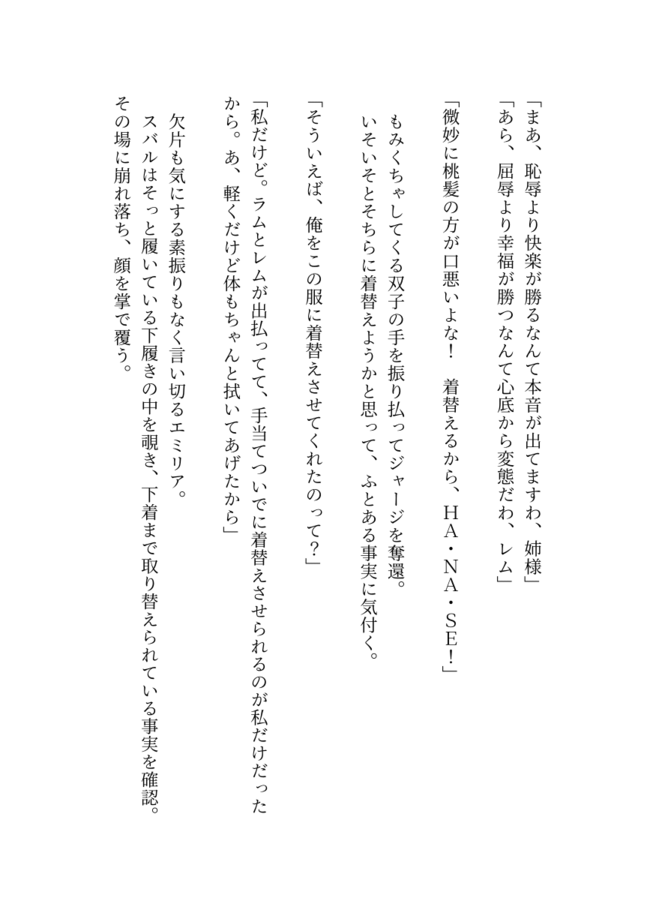 「まあ、恥辱より快楽が勝るなんて本音が出てますわ、姉様」
「あら、屈辱より幸福が勝つなんて心底から変態だわ、レム」
「微妙に桃髪の方が口悪いよな！　着替えるから、ＨＡ・ＮＡ・ＳＥ！」
もみくちゃしてくる双子の手を振り払ってジャージを奪還。
いそいそとそちらに着替えようかと思って、ふとある事実に気付く。
「そういえば、俺をこの服に着替えさせてくれたのって？」
「私だけど。ラムとレムが出払ってて、手当てついでに着替えさせられるのが私だけだった
から。あ、軽くだけど体もちゃんと拭いてあげたから」
欠片も気にする素振りもなく言い切るエミリア。
スバルはそっと履いている下履きの中を覗き、下着まで取り替えられている事実を確認。
その場に崩れ落ち、顔を掌で覆う。